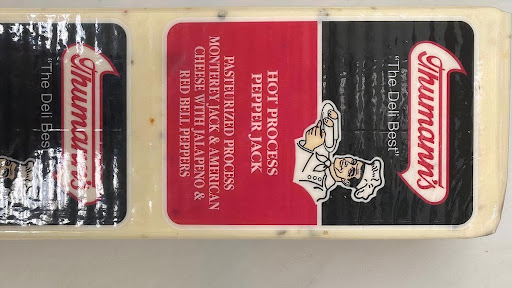 Thumann's
"The Deli Best"
HOT PROCESS
PEPPER JACK
PASTEURIZED PROCESS
MONTEREY JACK & AMERICAN
CHEESE WITH JALAPENO &
RED BELL PEPPERS
Thumann's
"The Deli Best"